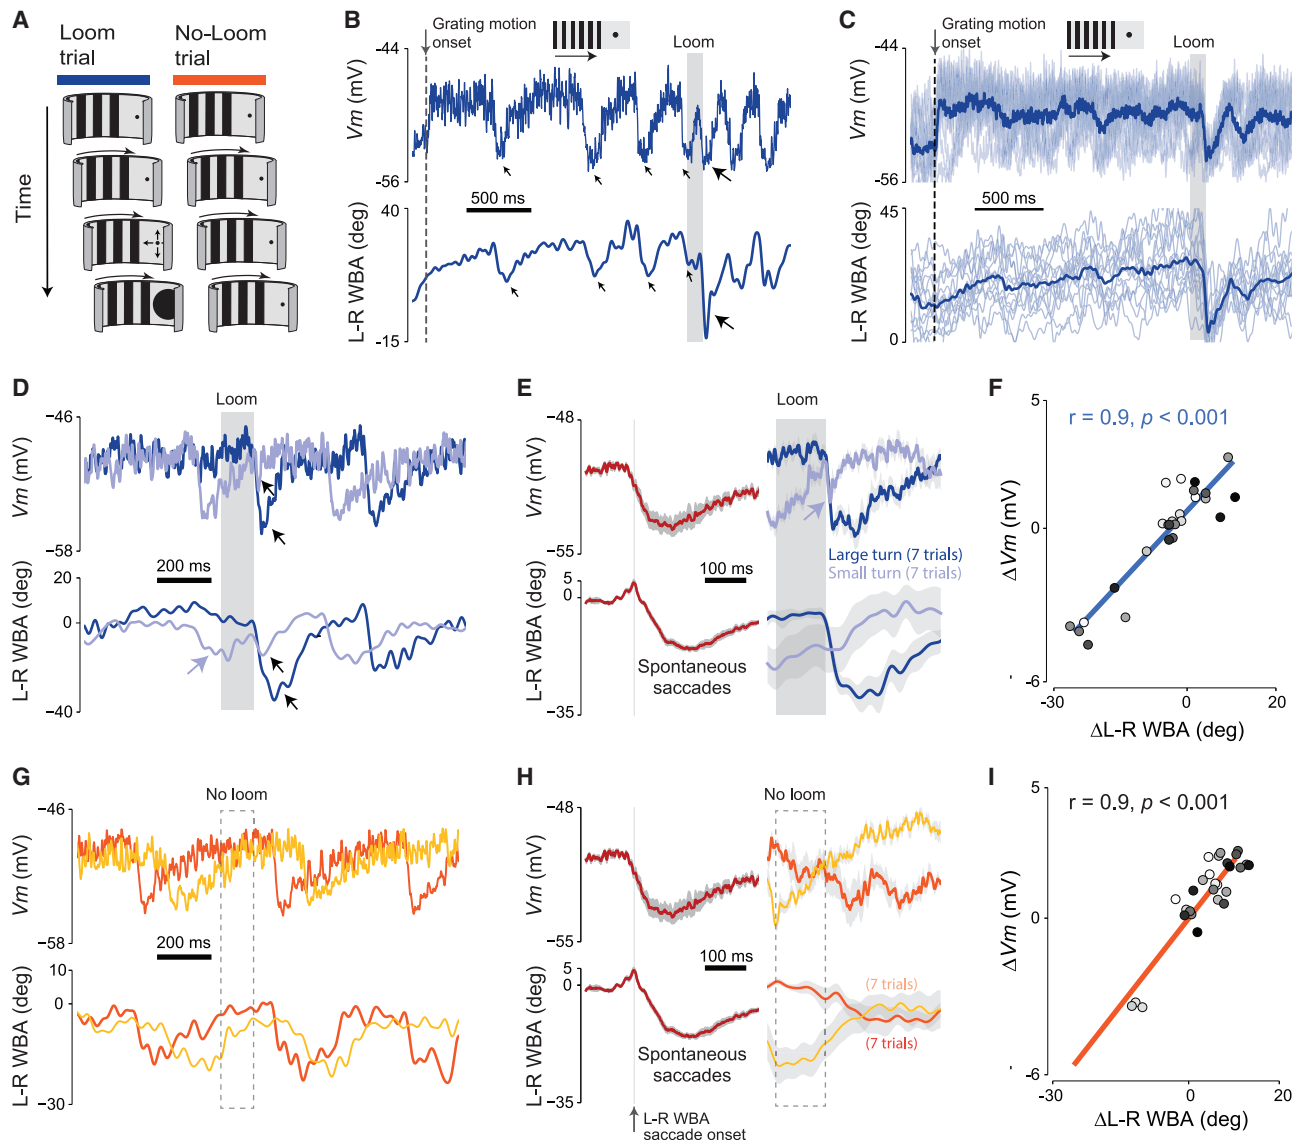 A
Loom
trial
No-Loom
trial
Time
B
Grating motion
onset
Loom
-44
Vm (mV)
-56
500 ms
40
L-R WBA (deg)
-15
C
Grating motion
onset
Loom
-44
Vm (mV)
-56
500 ms
45
L-R WBA (deg)
0
D
Loom
−46
Vm (mV)
−58
200 ms
20
0
L-R WBA (deg)
−40
E
Loom
−48
Vm (mV)
−55
Large turn (7 trials)
Small turn (7 trials)
100 ms
5
0
L-R WBA (deg)
−35
Spontaneous
saccades
F
5
r = 0.9, p < 0.001
ΔVm (mV)
0
-6
-30
0
20
ΔL-R WBA (deg)
G
No loom
−46
Vm (mV)
−58
200 ms
10
0
L-R WBA (deg)
−30
H
No loom
−48
Vm (mV)
−55
100 ms
5
0
L-R WBA (deg)
−35
(7 trials)
(7 trials)
Spontaneous
saccades
L-R WBA
saccade onset
I
5
r = 0.9, p < 0.001
ΔVm (mV)
0
-6
-30
0
20
ΔL-R WBA (deg)